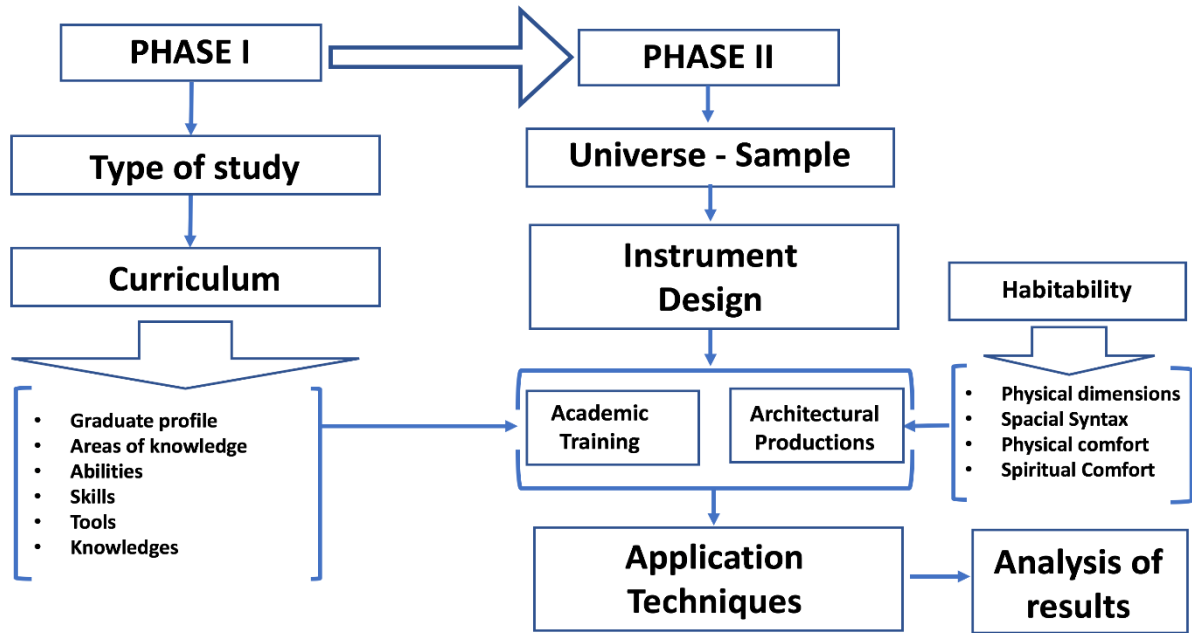 PHASE I
Type of study
Curriculum
• Graduate profile
• Areas of knowledge
• Abilities
• Skills
• Tools
• Knowledges
PHASE II
Universe - Sample
Instrument
Design
Academic
Training
Architectural
Productions
Habitability
• Physical dimensions
• Spacial Syntax
• Physical comfort
• Spiritual Comfort
Application
Techniques
Analysis of
results